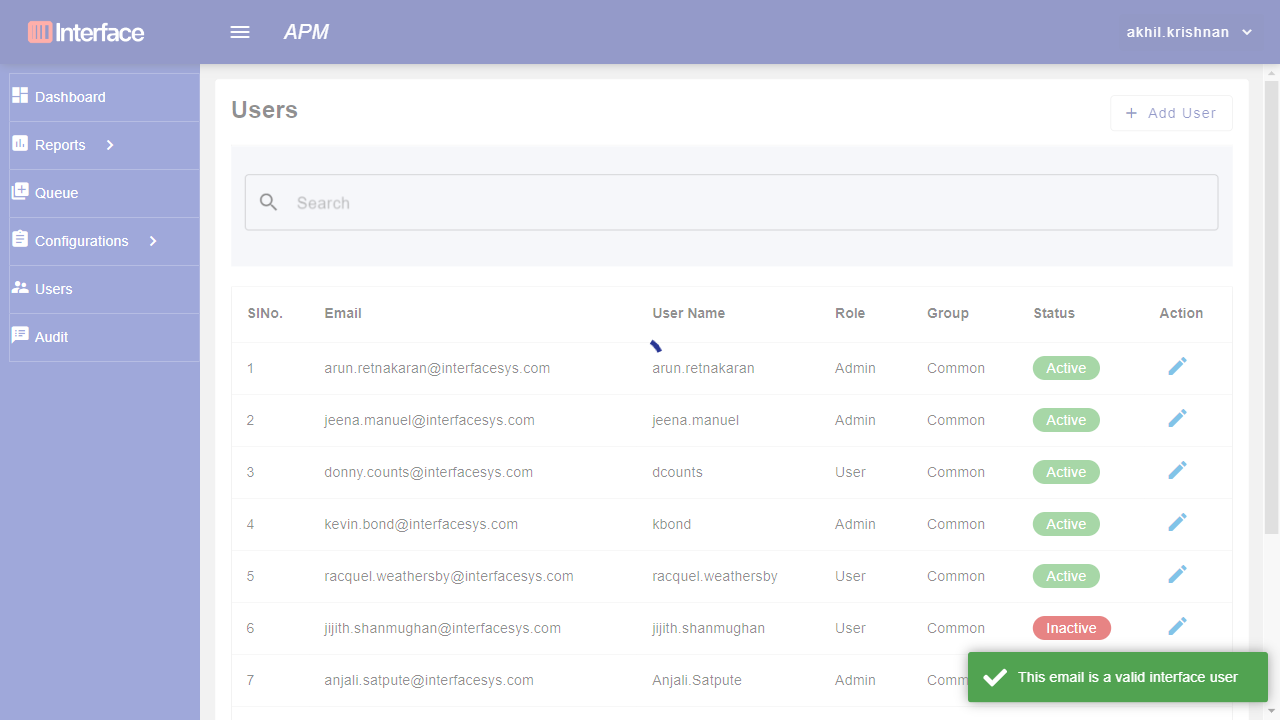 Interface
APM
akhil.krishnan
Dashboard
Reports
Queue
Configurations
Users
Audit
Users
+ Add User
Search
SlNo. Email User Name Role Group Status Action
1 arun.retnakaran@interfacesys.com arun.retnakaran Admin Common Active
2 jeena.manuel@interfacesys.com jeena.manuel Admin Common Active
3 donny.counts@interfacesys.com dcounts User Common Active
4 kevin.bond@interfacesys.com kbond Admin Common Active
5 racquel.weathersby@interfacesys.com racquel.weathersby User Common Active
6 jijith.shanmughan@interfacesys.com jijith.shanmughan User Common Inactive
7 anjali.satpute@interfacesys.com Anjali.Satpute Admin
This email is a valid interface user